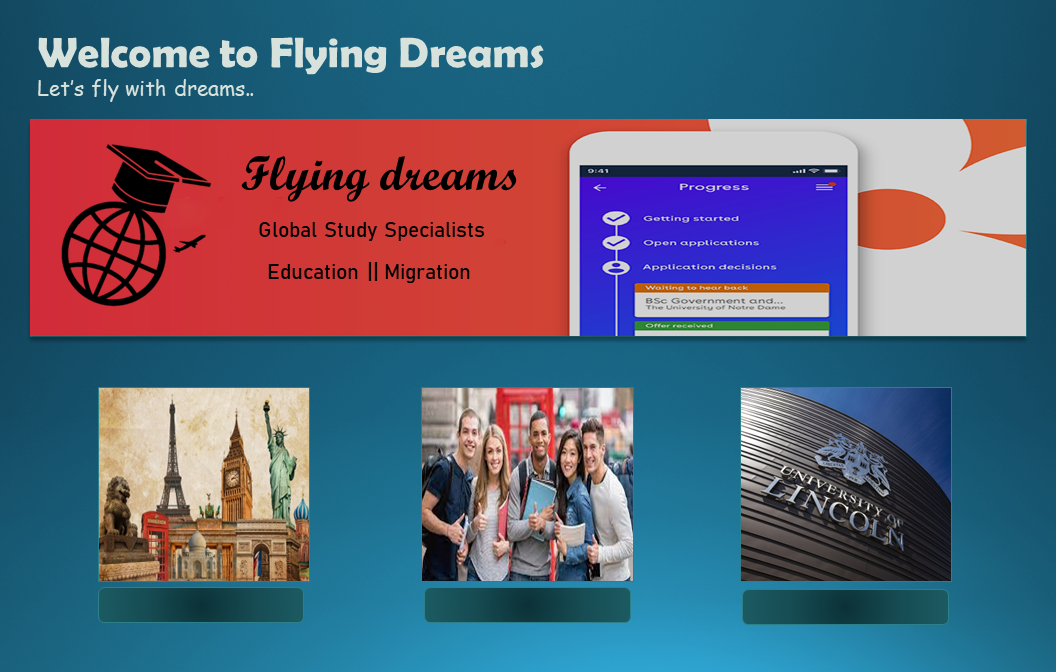 Welcome to Flying Dreams
Let's fly with dreams..
Flying dreams
Global Study Specialists
Education || Migration
9:41
Progress
Getting started
Open applications
Application decisions
Waiting to hear back
BSc Government and...
The University of Notre Dame
Offer received
UNIVERSITY OF
LINCOLN